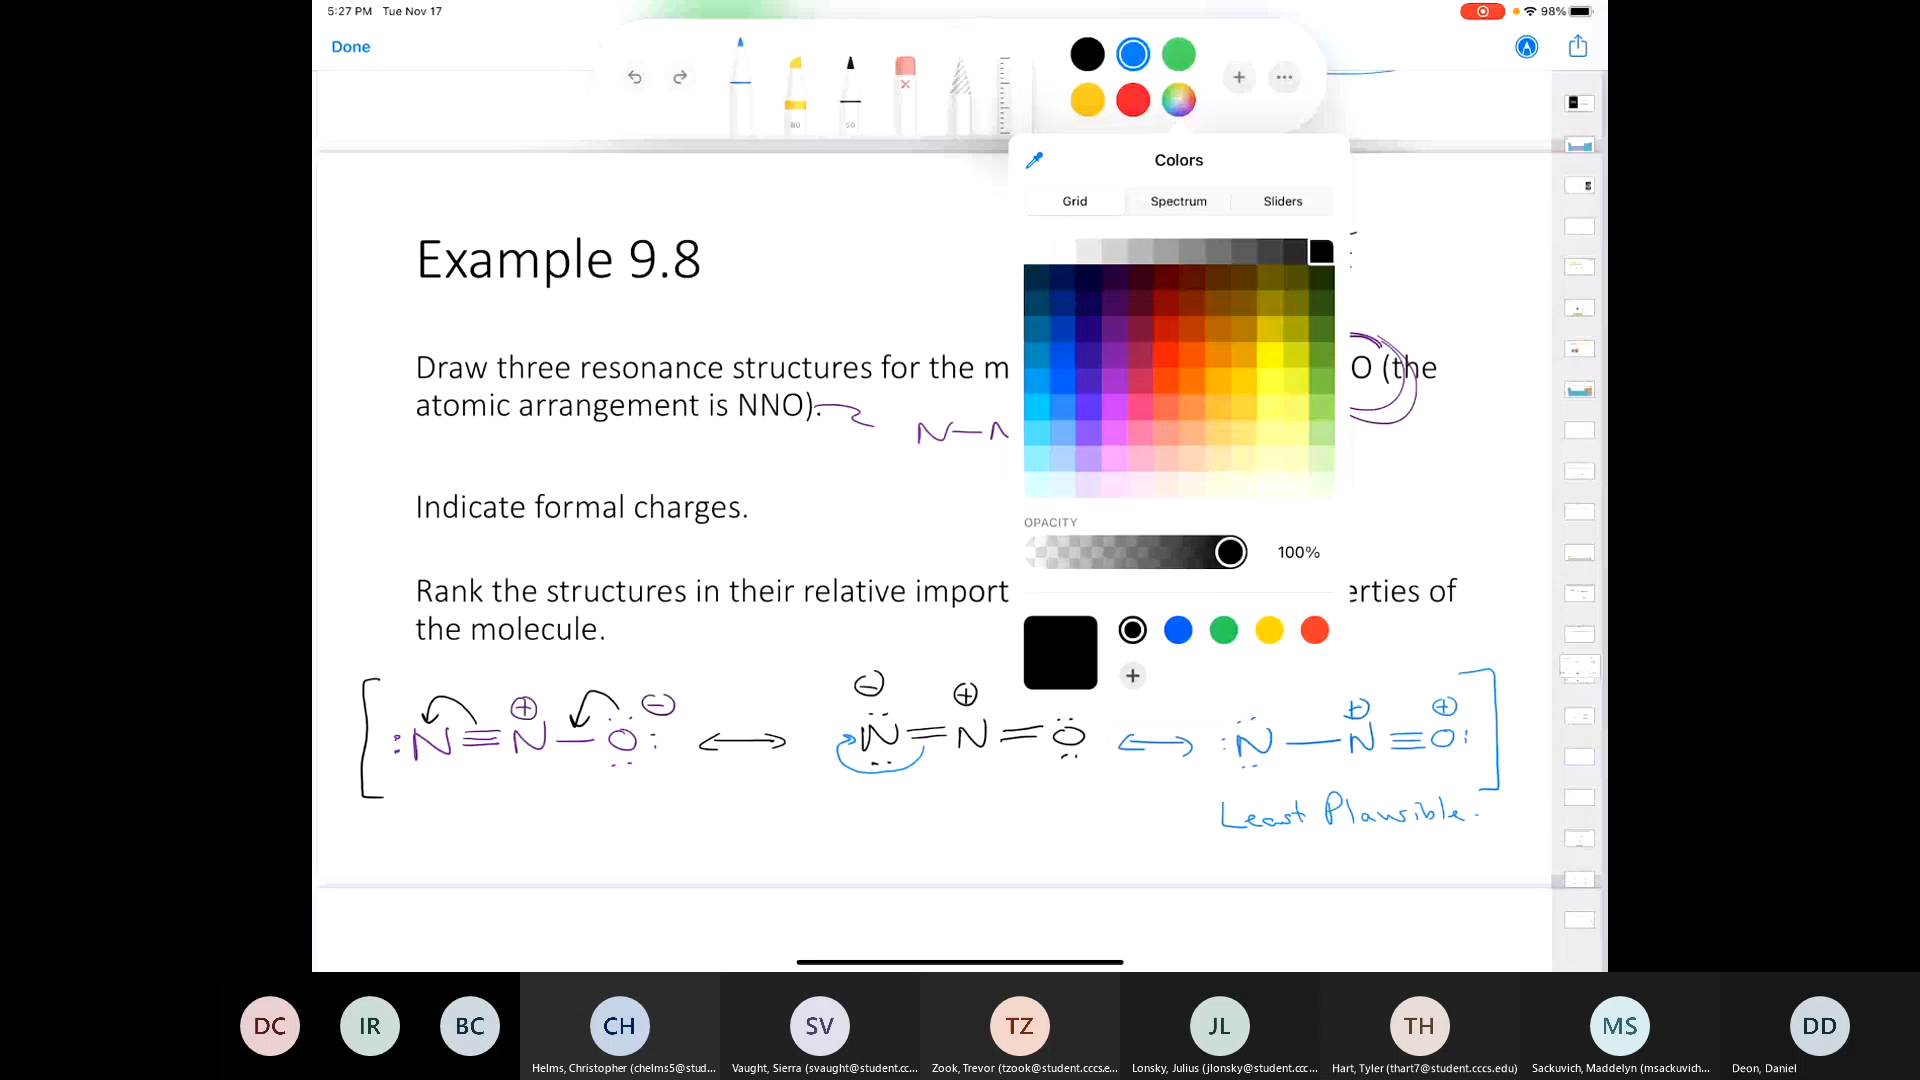 5:27 PM Tue Nov 17
98%
Done
80
50
Colors
Grid
Spectrum
Sliders
Example 9.8
Draw three resonance structures for the m
O (the
atomic arrangement is NNO).
N—N
Indicate formal charges.
OPACITY
100%
Rank the structures in their relative import
erties of
the molecule.
[ :N≡N⊕—O:⊖ ↔ ⊖N=N⊕=O ↔ :N—N⊕≡O:⊕ ]
Least Plausible.
DC
IR
BC
CH
SV
TZ
JL
TH
MS
DD
Helms, Christopher (chelms5@stud...
Vaught, Sierra (svaught@student.cc...
Zook, Trevor (tzook@student.cccs.e...
Lonsky, Julius (jlonsky@student.ccc...
Hart, Tyler (thart7@student.cccs.edu)
Sackuvich, Maddelyn (msackuvich...
Deon, Daniel